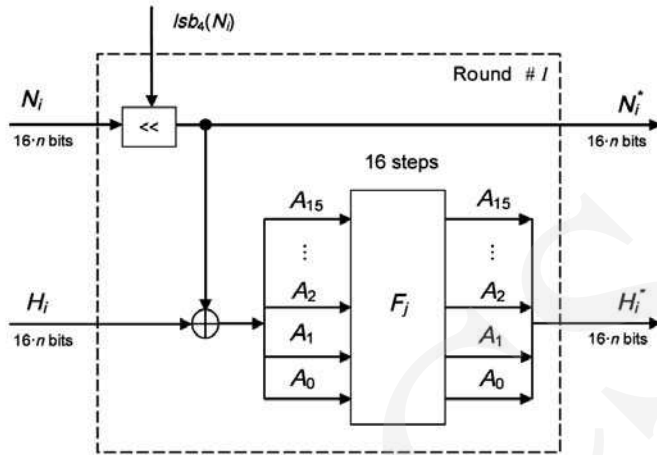 lsb₄(Nᵢ)
Round # I
Nᵢ
<<
Nᵢ*
16·n bits
16·n bits
16 steps
A₁₅
A₁₅
⋮
⋮
Hᵢ
A₂
Fⱼ
A₂
Hᵢ*
16·n bits
A₁
A₁
16·n bits
A₀
A₀